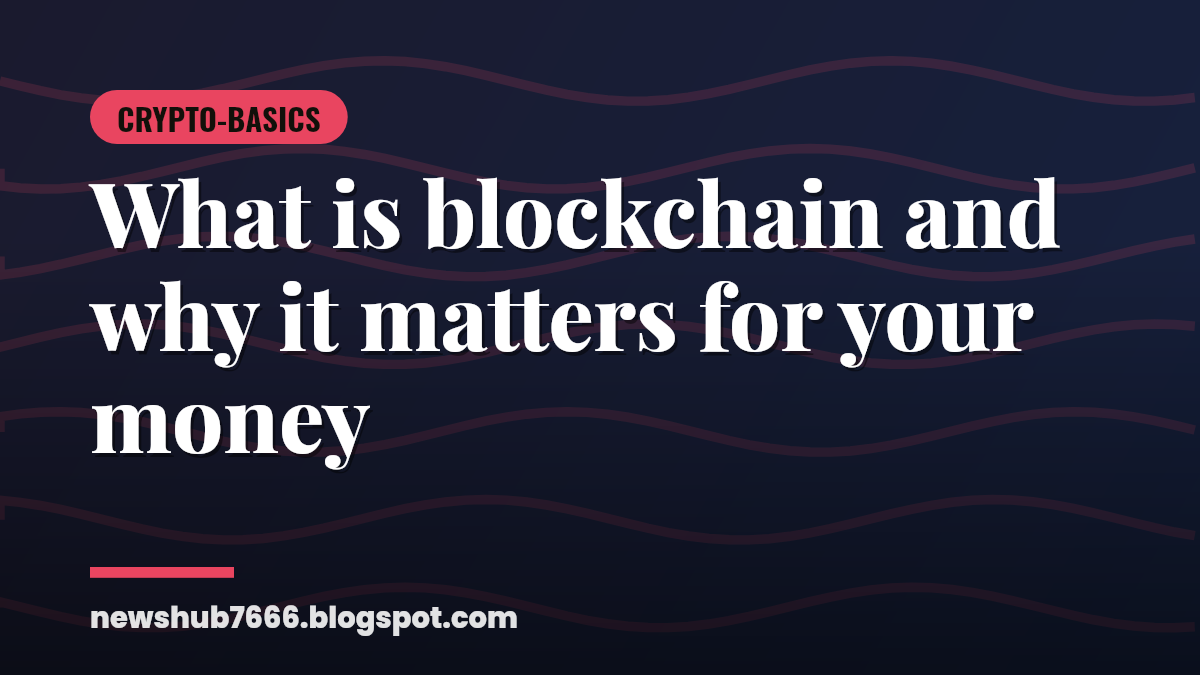 CRYPTO-BASICS
What is blockchain and
why it matters for your
money
newshub7666.blogspot.com